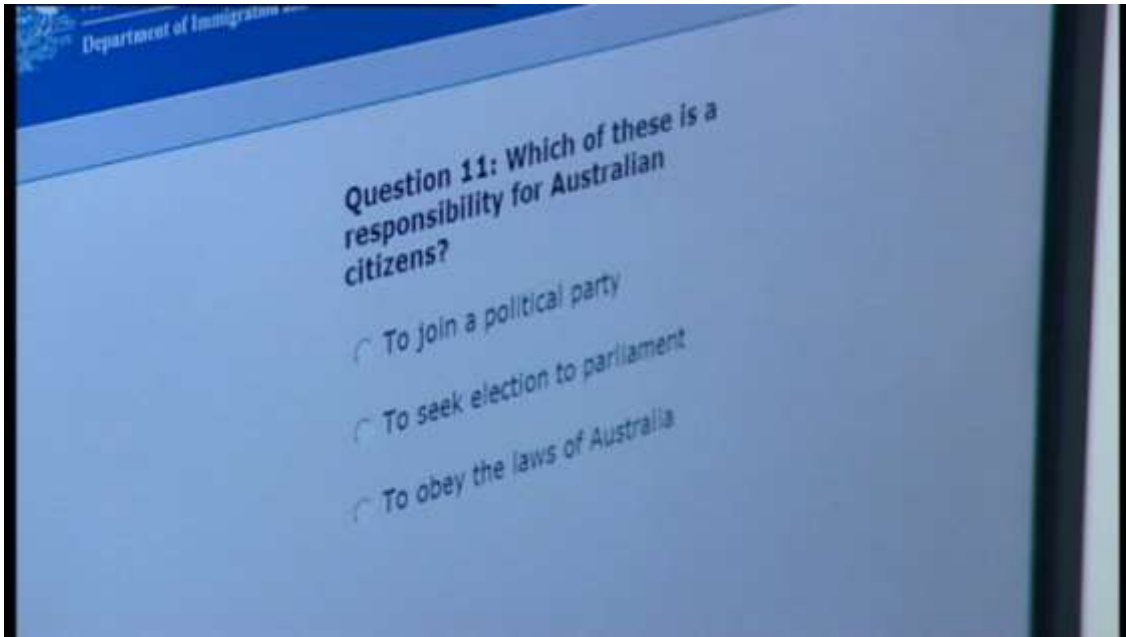 Department of Immigration
Question 11: Which of these is a
responsibility for Australian
citizens?
To join a political party
To seek election to parliament
To obey the laws of Australia